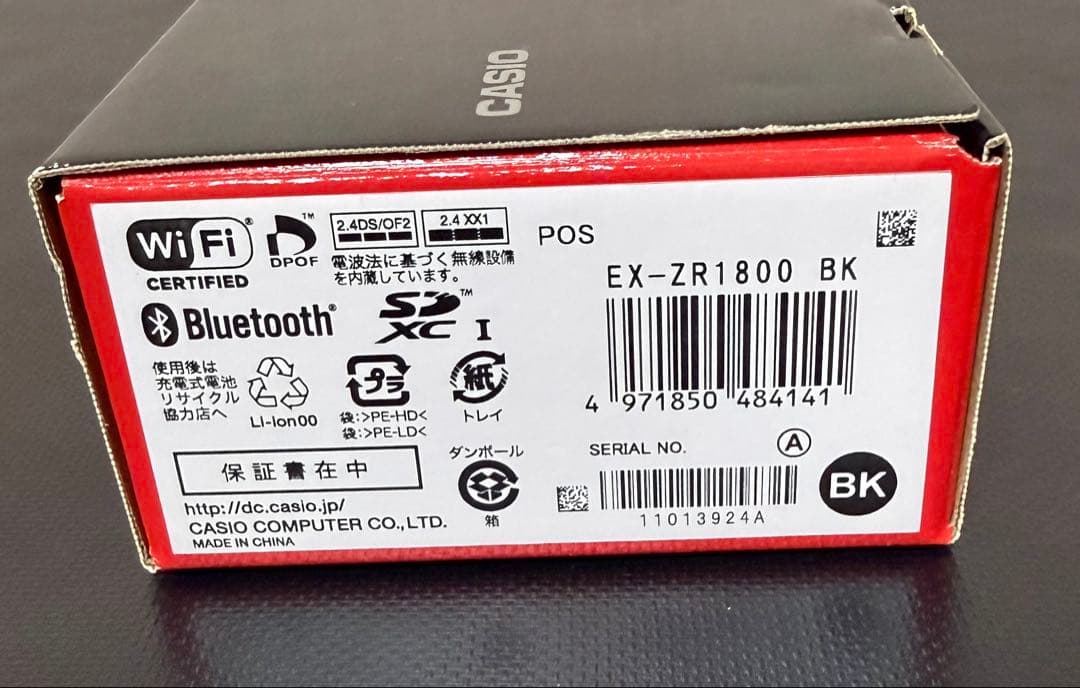 CASIO
Wi Fi®
CERTIFIED
™
DPOF
2.4DS/OF2
2.4 XX1
電波法に基づく無線設備
を内蔵しています。
Bluetooth®
SD™
XC I
使用後は
充電式電池
リサイクル
協力店へ
Li-Ion00
プラ
袋:>PE-HD<
袋:>PE-LD<
紙
トレイ
保証書在中
ダンボール
箱
http://dc.casio.jp/
CASIO COMPUTER CO.,LTD.
MADE IN CHINA
POS
EX-ZR1800 BK
4 971850 484141
SERIAL NO.
A
11013924A
BK